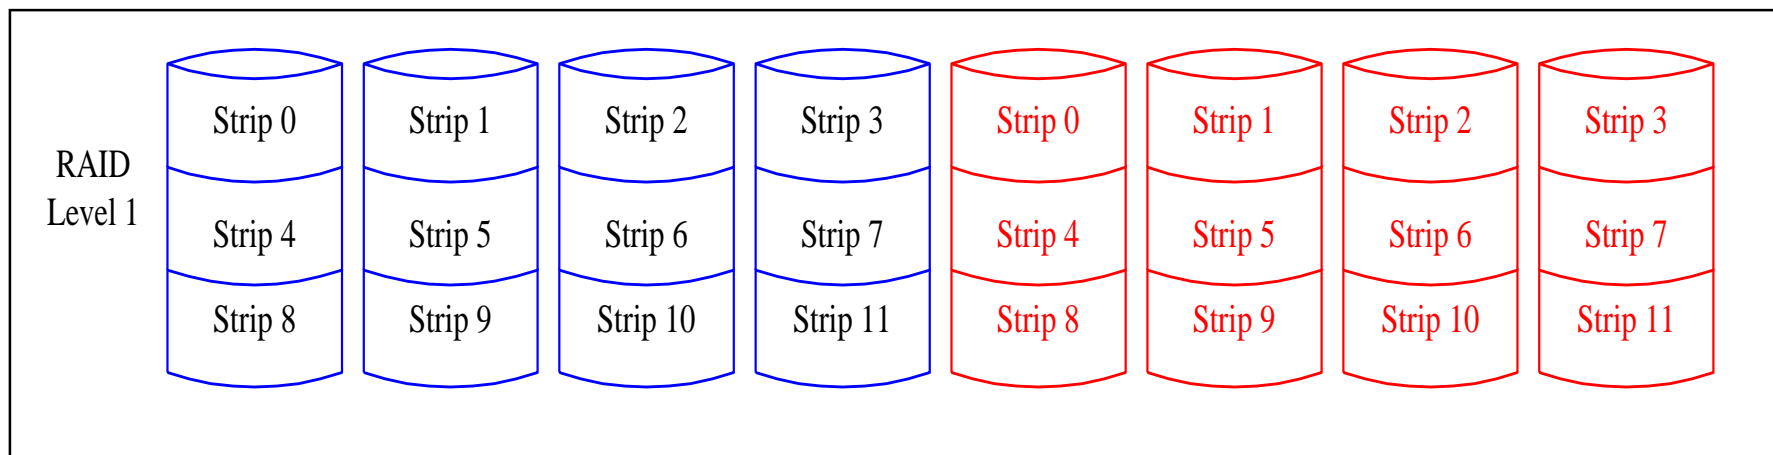 RAID
Level 1
Strip 0 Strip 1 Strip 2 Strip 3 Strip 0 Strip 1 Strip 2 Strip 3
Strip 4 Strip 5 Strip 6 Strip 7 Strip 4 Strip 5 Strip 6 Strip 7
Strip 8 Strip 9 Strip 10 Strip 11 Strip 8 Strip 9 Strip 10 Strip 11